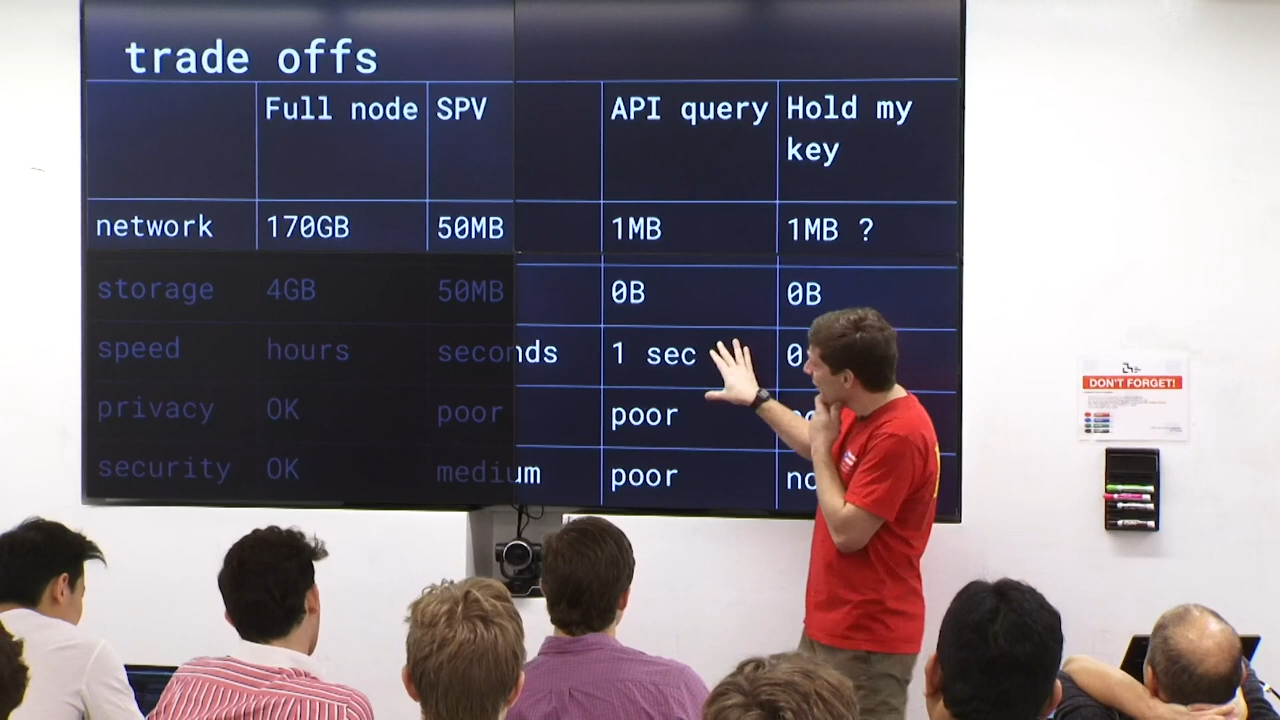 trade offs
Full node SPV API query Hold my
key
network 170GB 50MB 1MB 1MB ?
storage 4GB 50MB 0B 0B
speed hours seconds 1 sec
privacy OK poor poor
security OK medium poor
DON'T FORGET!